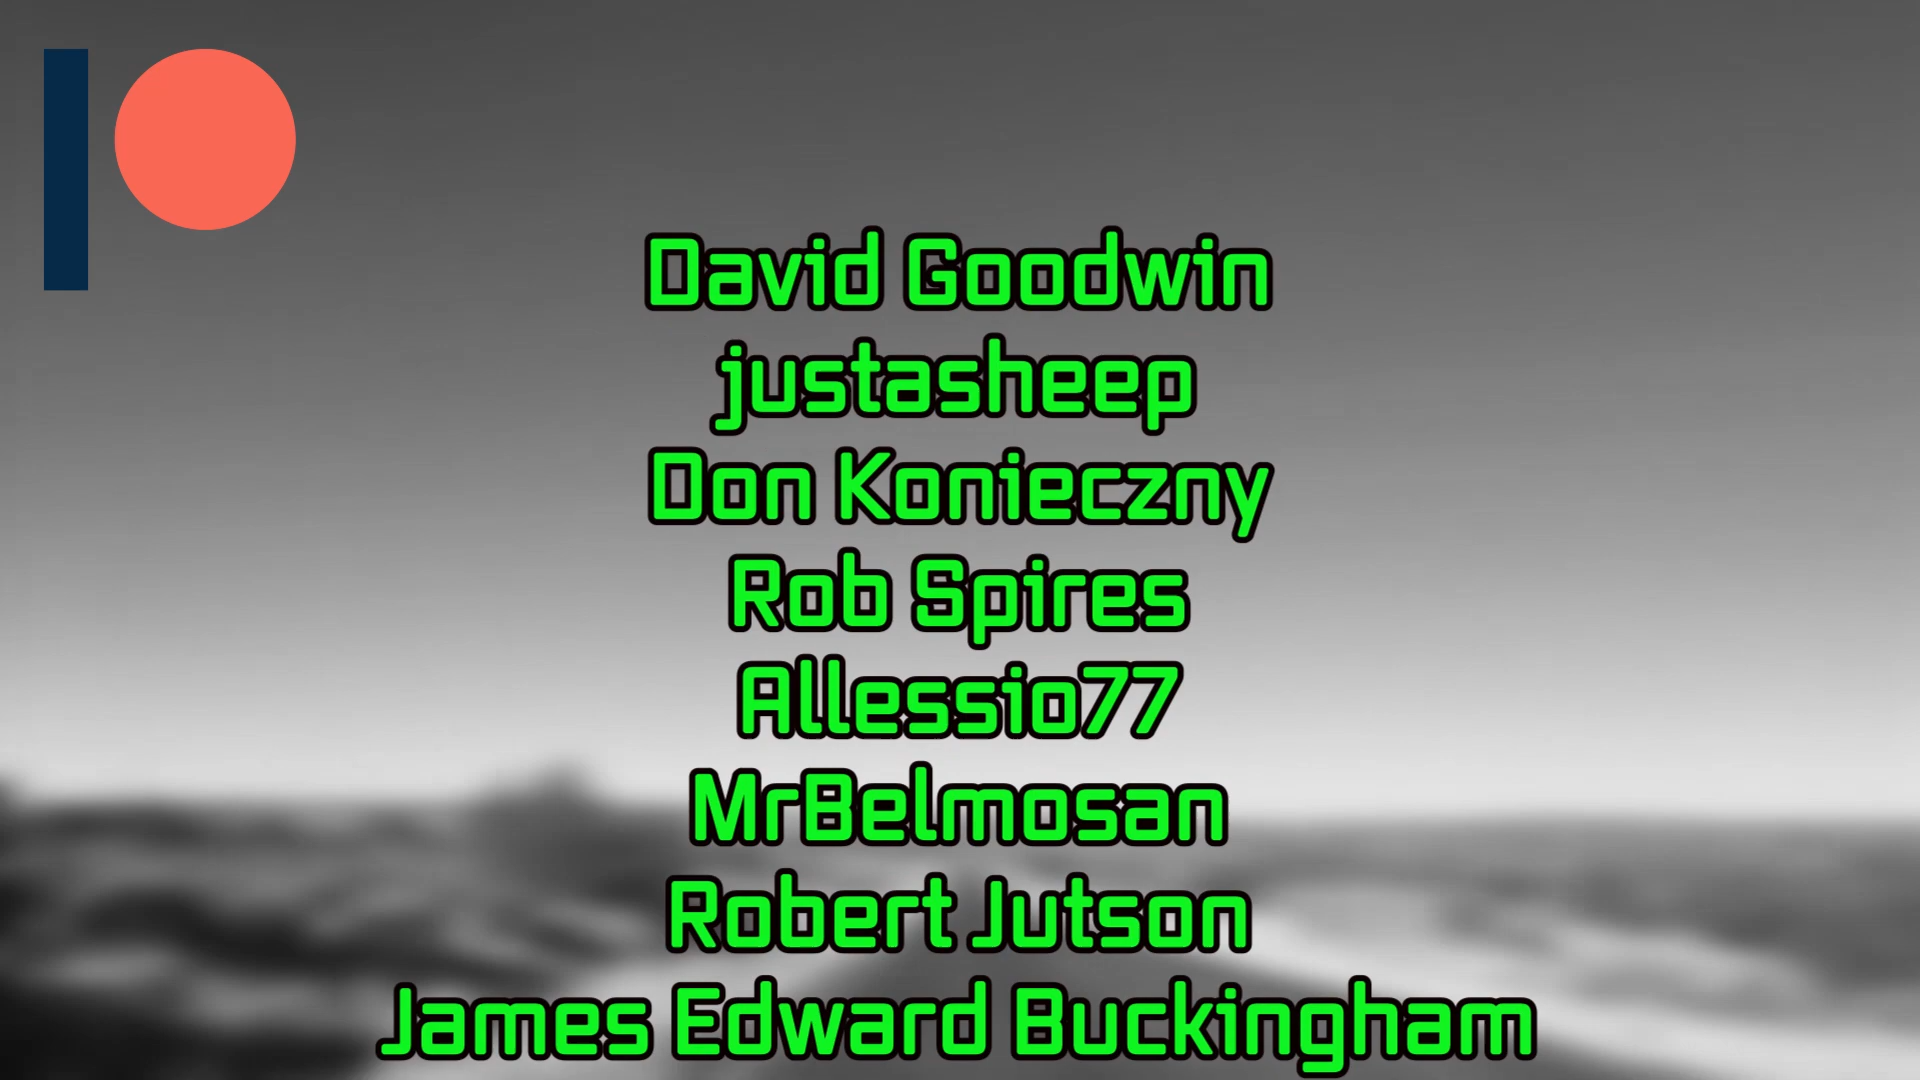 David Goodwin
justasheep
Don Konieczny
Rob Spires
Allessio77
MrBelmosan
Robert Jutson
James Edward Buckingham